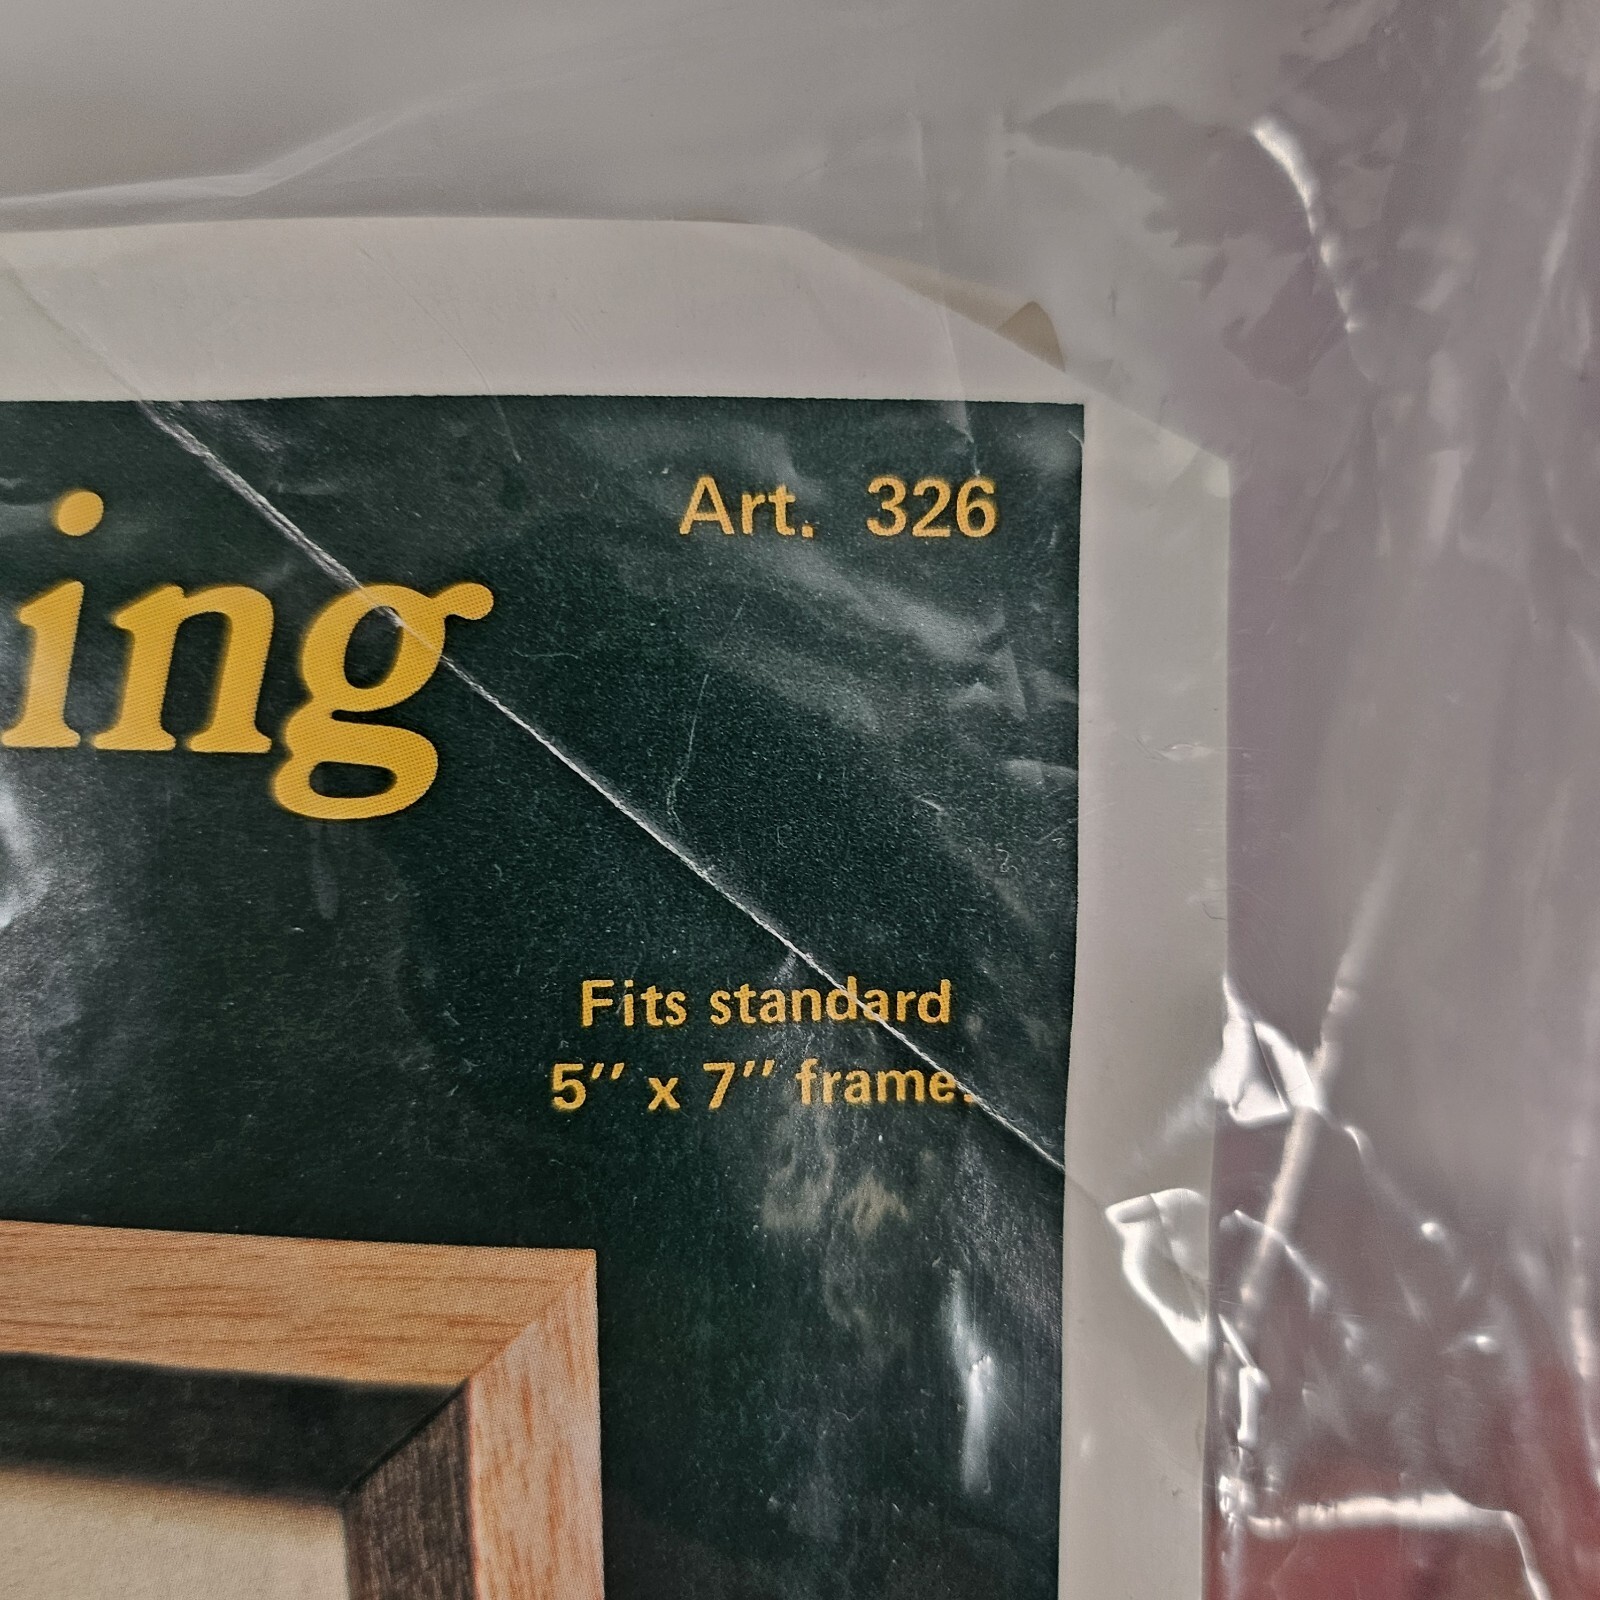 Art. 326
ing
Fits standard
5″ x 7″ frame.